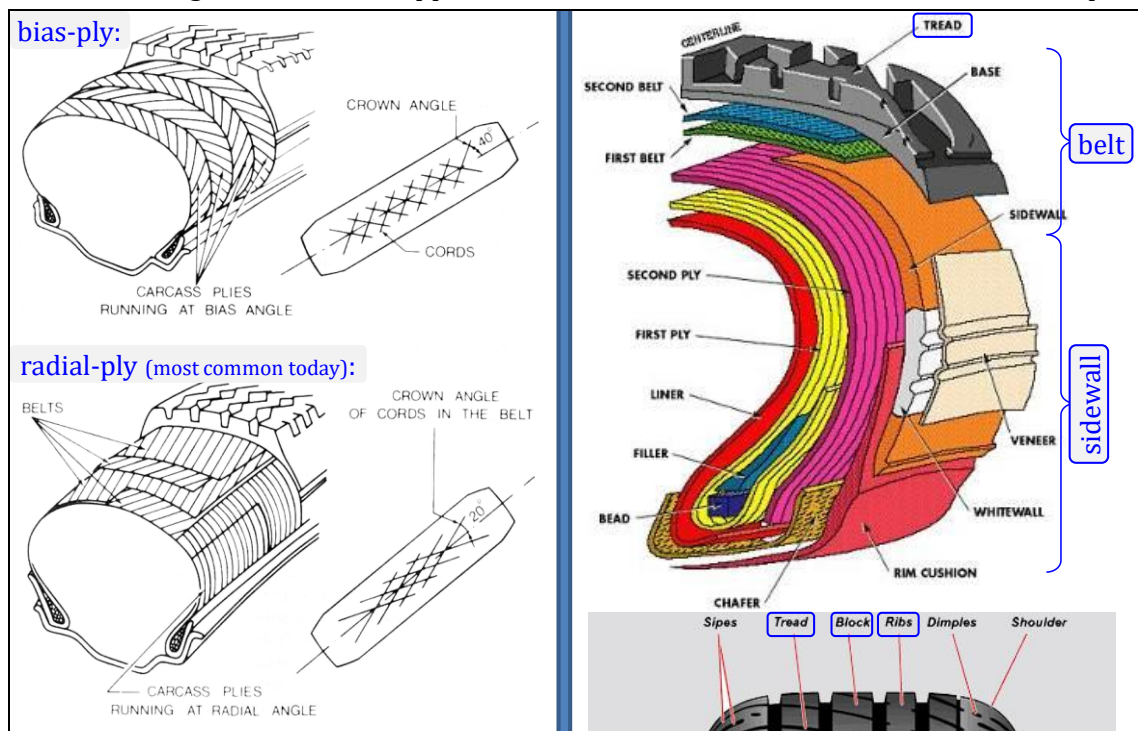 bias-ply:
CROWN ANGLE
40°
CORDS
CARCASS PLIES
RUNNING AT BIAS ANGLE
radial-ply (most common today):
BELTS
CROWN ANGLE
OF CORDS IN THE BELT
20°
CARCASS PLIES
RUNNING AT RADIAL ANGLE
CENTERLINE
TREAD
BASE
SECOND BELT
FIRST BELT
belt
SIDEWALL
SECOND PLY
FIRST PLY
LINER
sidewall
VENEER
FILLER
WHITEWALL
BEAD
RIM CUSHION
CHAFER
Sipes Tread Block Ribs Dimples Shoulder